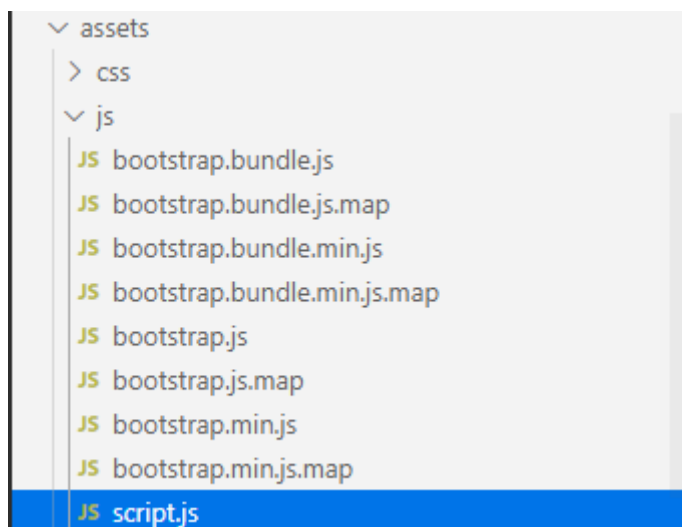 assets
css
js
JS bootstrap.bundle.js
JS bootstrap.bundle.js.map
JS bootstrap.bundle.min.js
JS bootstrap.bundle.min.js.map
JS bootstrap.js
JS bootstrap.js.map
JS bootstrap.min.js
JS bootstrap.min.js.map
JS script.js